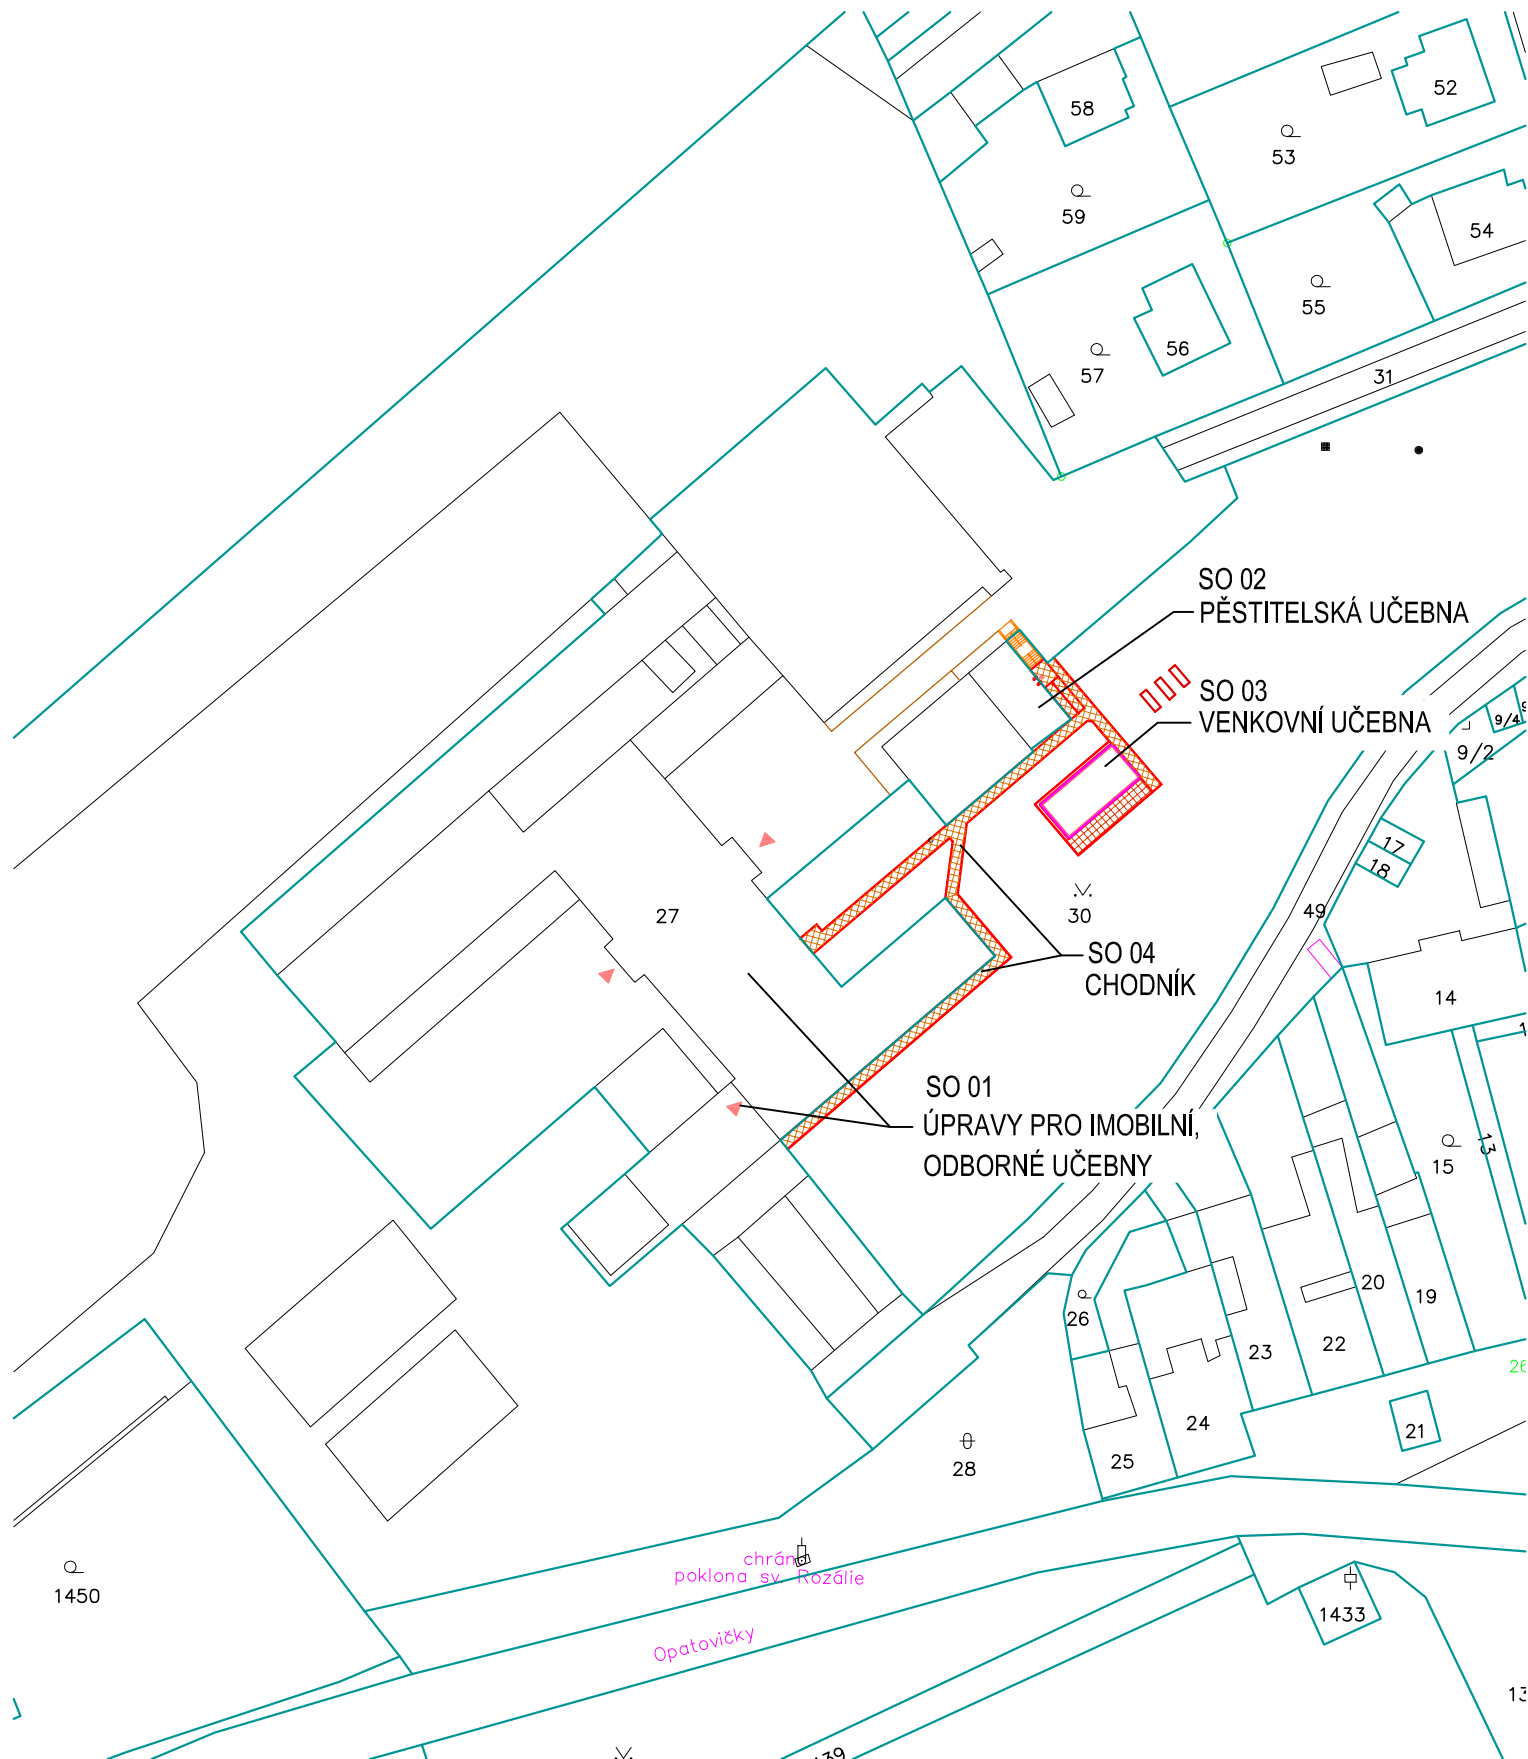 52
58
53
59
54
55
56
57
31
SO 02
PĚSTITELSKÁ UČEBNA
SO 03
VENKOVNÍ UČEBNA
9/4
9/2
17
18
27
30
49
SO 04
CHODNÍK
14
SO 01
ÚPRAVY PRO IMOBILNÍ,
ODBORNÉ UČEBNY
15
13
20
19
26
23
22
26
24
21
25
28
chrán
poklona sv. Rozálie
1450
1433
Opatovičky